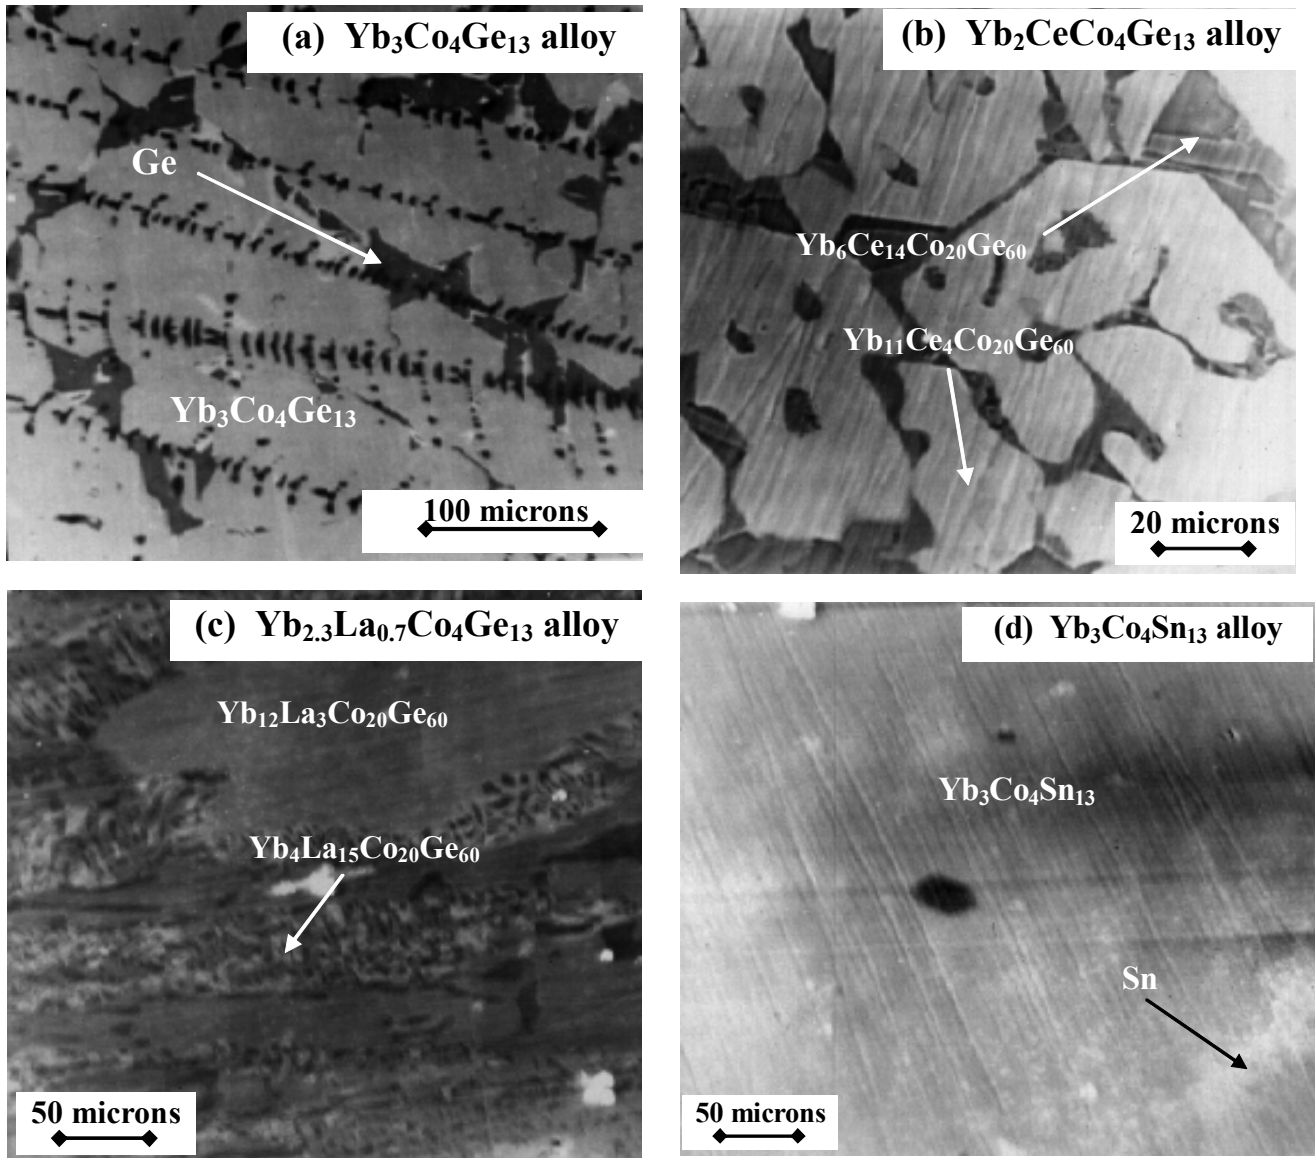 (a) Yb₃Co₄Ge₁₃ alloy
Ge
Yb₃Co₄Ge₁₃
100 microns
(b) Yb₂CeCo₄Ge₁₃ alloy
Yb₆Ce₁₄Co₂₀Ge₆₀
Yb₁₁Ce₄Co₂₀Ge₆₀
20 microns
(c) Yb₂.₃La₀.₇Co₄Ge₁₃ alloy
Yb₁₂La₃Co₂₀Ge₆₀
Yb₄La₁₅Co₂₀Ge₆₀
50 microns
(d) Yb₃Co₄Sn₁₃ alloy
Yb₃Co₄Sn₁₃
Sn
50 microns